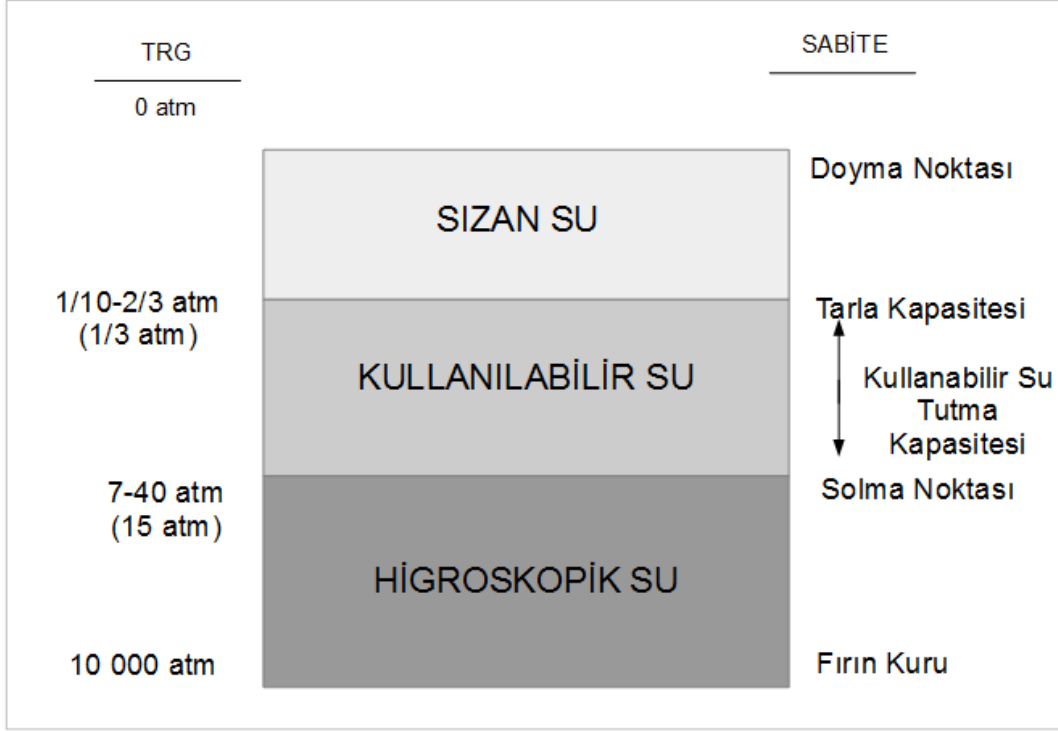 TRG
SABİTE
0 atm
Doyma Noktası
SIZAN SU
1/10-2/3 atm
(1/3 atm)
Tarla Kapasitesi
KULLANILABİLİR SU
Kullanabilir Su
Tutma
Kapasitesi
7-40 atm
(15 atm)
Solma Noktası
HİGROSKOPİK SU
10 000 atm
Fırın Kuru